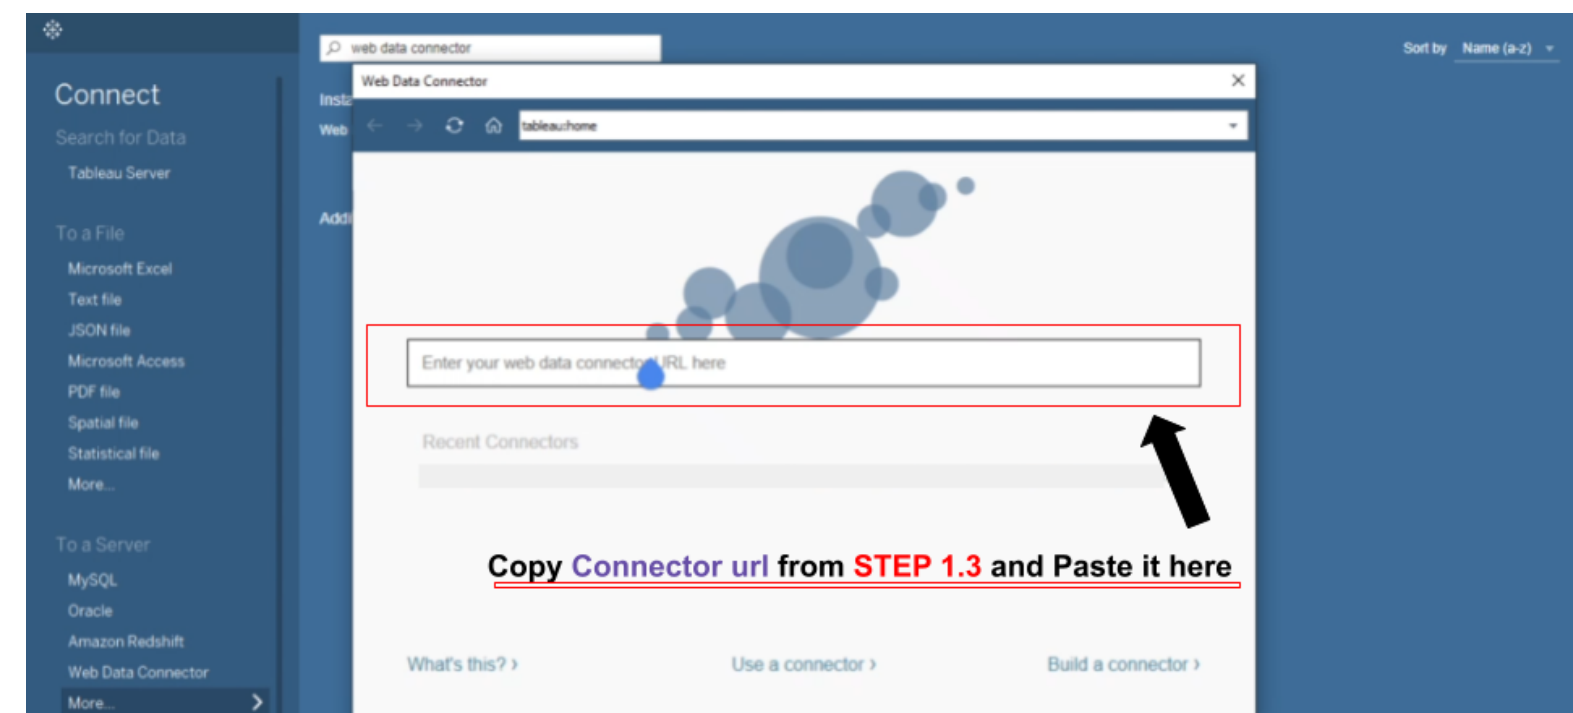 web data connector
Sort by Name (a-z)
Connect
Search for Data
Tableau Server
To a File
Microsoft Excel
Text file
JSON file
Microsoft Access
PDF file
Spatial file
Statistical file
More...
To a Server
MySQL
Oracle
Amazon Redshift
Web Data Connector
More...
Insta
Web
Addi
Web Data Connector
tableau:home
Enter your web data connector URL here
Recent Connectors
Copy Connector url from STEP 1.3 and Paste it here
What's this?
Use a connector
Build a connector